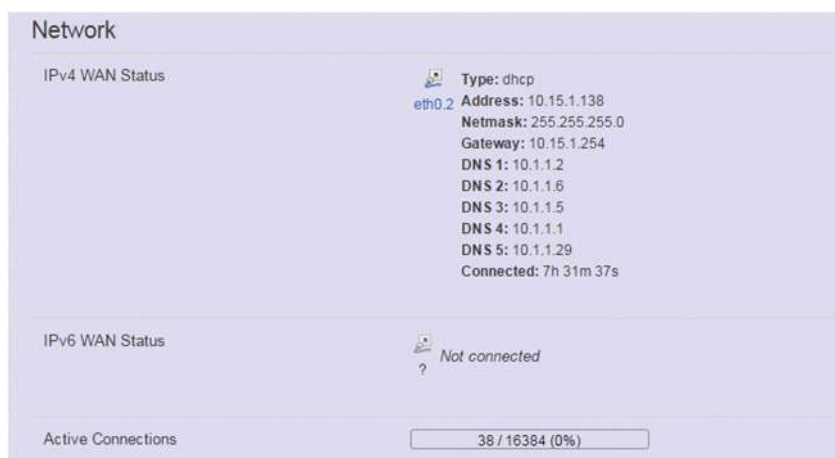 Network
IPv4 WAN Status
eth0.2
Type: dhcp
Address: 10.15.1.138
Netmask: 255.255.255.0
Gateway: 10.15.1.254
DNS 1: 10.1.1.2
DNS 2: 10.1.1.6
DNS 3: 10.1.1.5
DNS 4: 10.1.1.1
DNS 5: 10.1.1.29
Connected: 7h 31m 37s
IPv6 WAN Status
?
Not connected
Active Connections
38 / 16384 (0%)